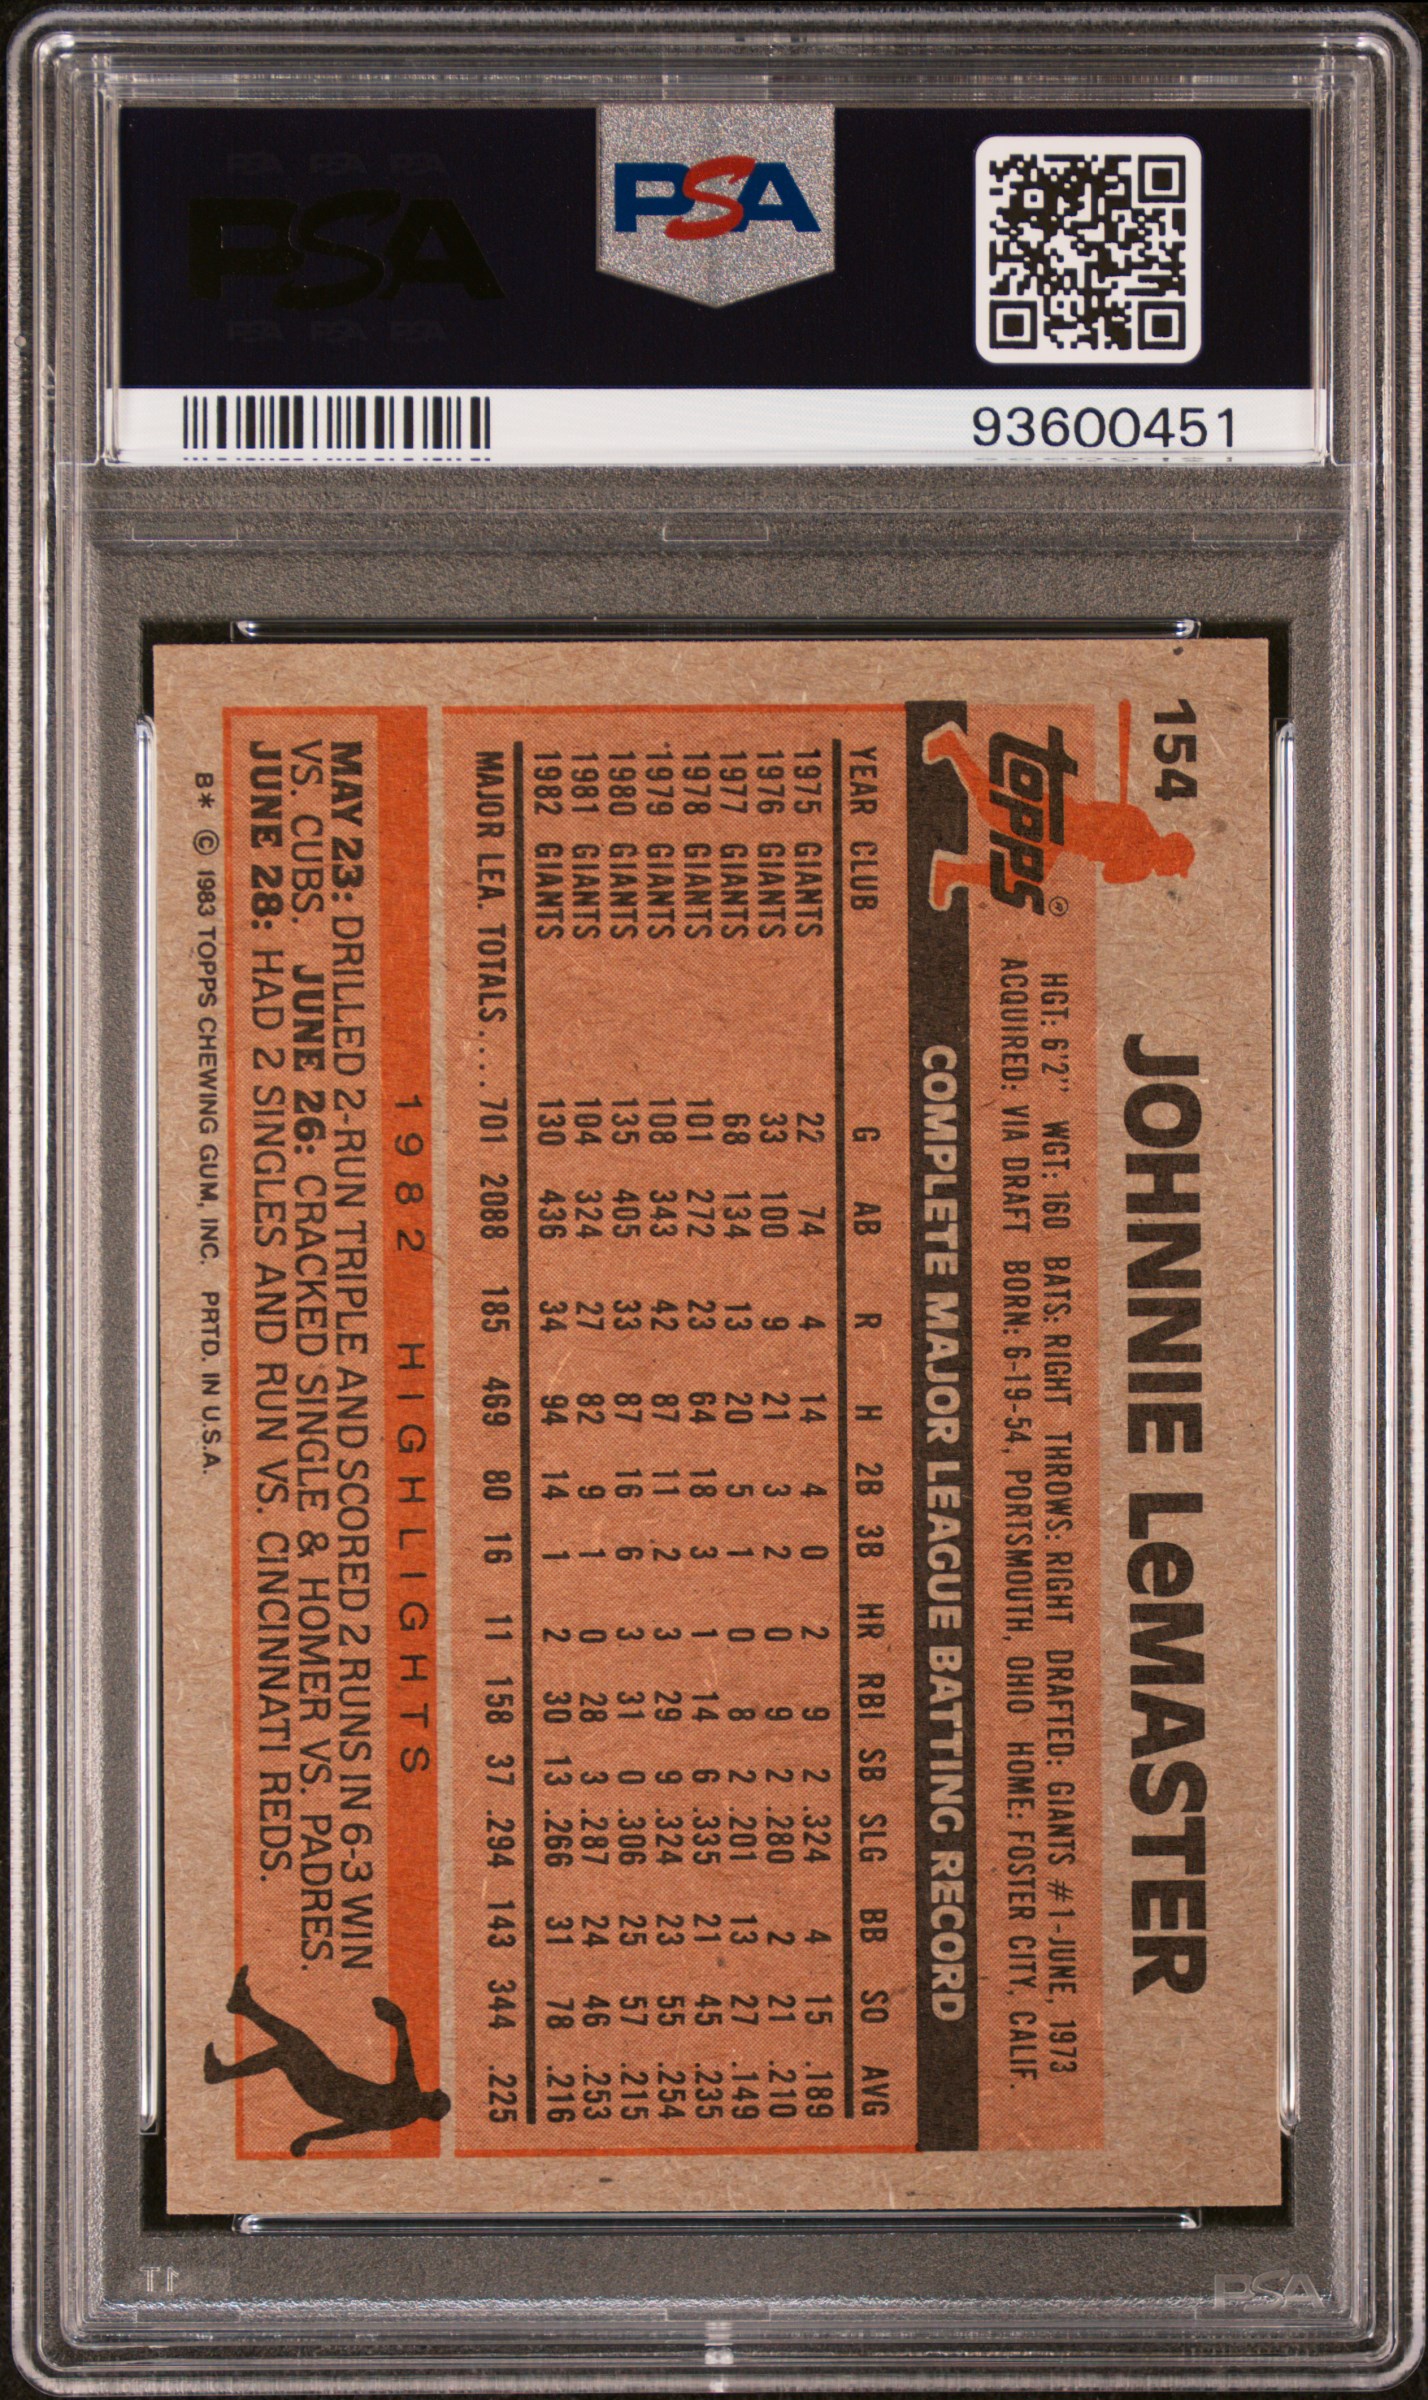 PSA PSA PSA
PSA
PSA PSA PSA
PSA
93600451
154
JOHNNIE LeMASTER
topps®
HGT: 6'2" WGT: 160 BATS: RIGHT THROWS: RIGHT DRAFTED: GIANTS #1-JUNE, 1973
ACQUIRED: VIA DRAFT BORN: 6-19-54, PORTSMOUTH, OHIO HOME: FOSTER CITY, CALIF.
COMPLETE MAJOR LEAGUE BATTING RECORD
YEAR CLUB G AB R H 2B 3B HR RBI SB SLG BB SO AVG
1975 GIANTS 22 74 4 14 4 0 2 9 2 .324 4 15 .189
1976 GIANTS 33 100 9 21 3 2 0 9 2 .280 2 21 .210
1977 GIANTS 68 134 13 20 5 1 0 8 2 .201 13 27 .149
1978 GIANTS 101 272 23 64 18 3 1 14 6 .335 21 45 .235
1979 GIANTS 108 343 42 87 11 2 3 29 9 .324 23 55 .254
1980 GIANTS 135 405 33 87 16 6 3 31 0 .306 25 57 .215
1981 GIANTS 104 324 27 82 9 1 0 28 3 .287 24 46 .253
1982 GIANTS 130 436 34 94 14 1 2 30 13 .266 31 78 .216
MAJOR LEA. TOTALS.... 701 2088 185 469 80 16 11 158 37 .294 143 344 .225
1982 HIGHLIGHTS
MAY 23: DRILLED 2-RUN TRIPLE AND SCORED 2 RUNS IN 6-3 WIN
VS. CUBS. JUNE 26: CRACKED SINGLE & HOMER VS. PADRES.
JUNE 28: HAD 2 SINGLES AND RUN VS. CINCINNATI REDS.
B* © 1983 TOPPS CHEWING GUM, INC. PRTD. IN U.S.A.
PSA